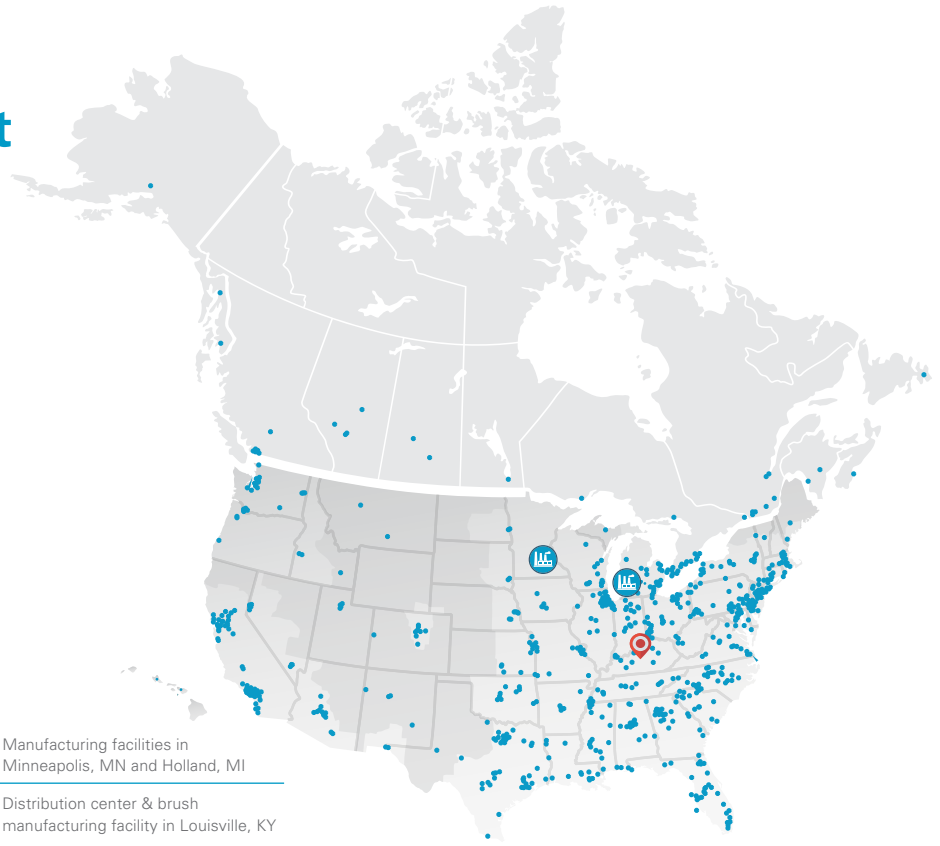 t
Manufacturing facilities in
Minneapolis, MN and Holland, MI
Distribution center & brush
manufacturing facility in Louisville, KY